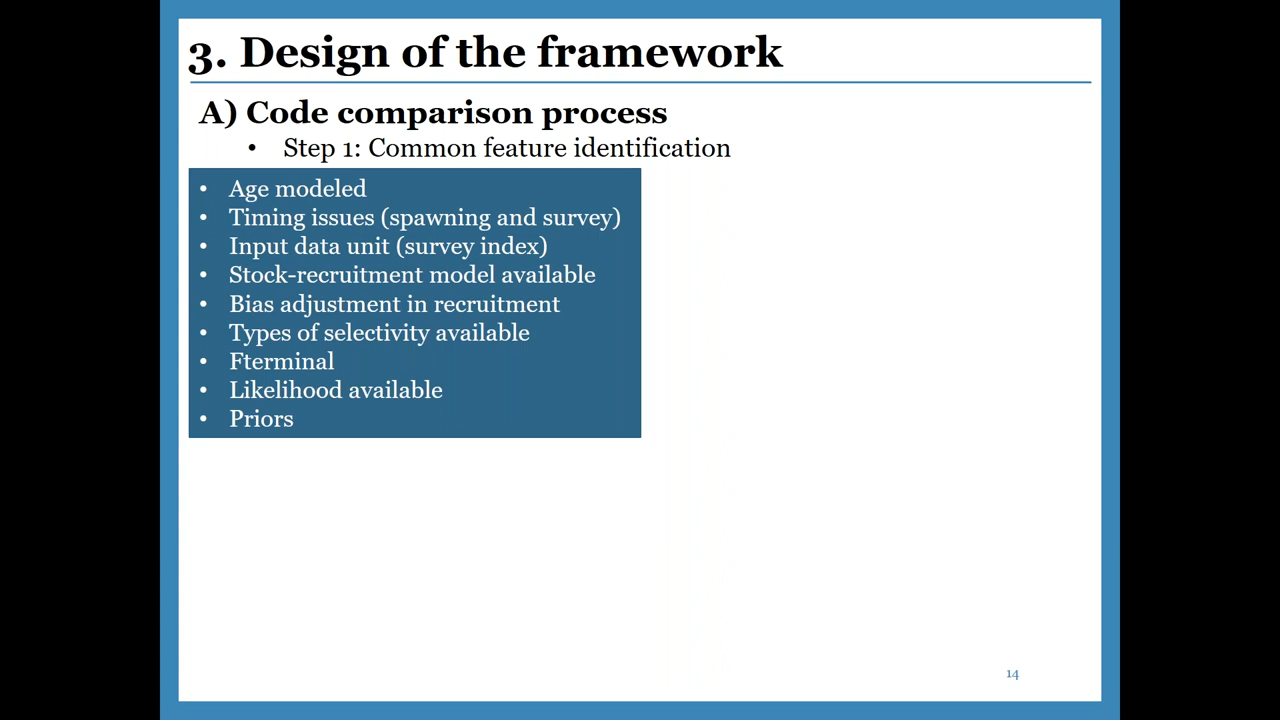 3. Design of the framework
A) Code comparison process
• Step 1: Common feature identification
• Age modeled
• Timing issues (spawning and survey)
• Input data unit (survey index)
• Stock-recruitment model available
• Bias adjustment in recruitment
• Types of selectivity available
• Fterminal
• Likelihood available
• Priors
14